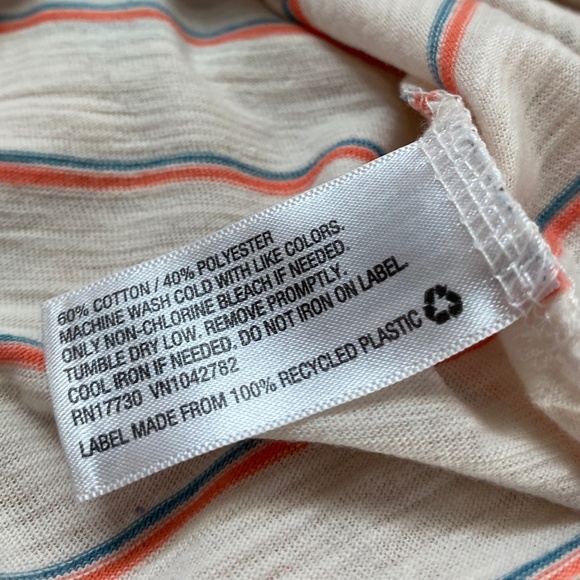 60% COTTON / 40% POLYESTER
MACHINE WASH COLD WITH LIKE COLORS.
ONLY NON-CHLORINE BLEACH IF NEEDED.
TUMBLE DRY LOW. REMOVE PROMPTLY.
COOL IRON IF NEEDED. DO NOT IRON ON LABEL.
RN17730 VN1042782
LABEL MADE FROM 100% RECYCLED PLASTIC